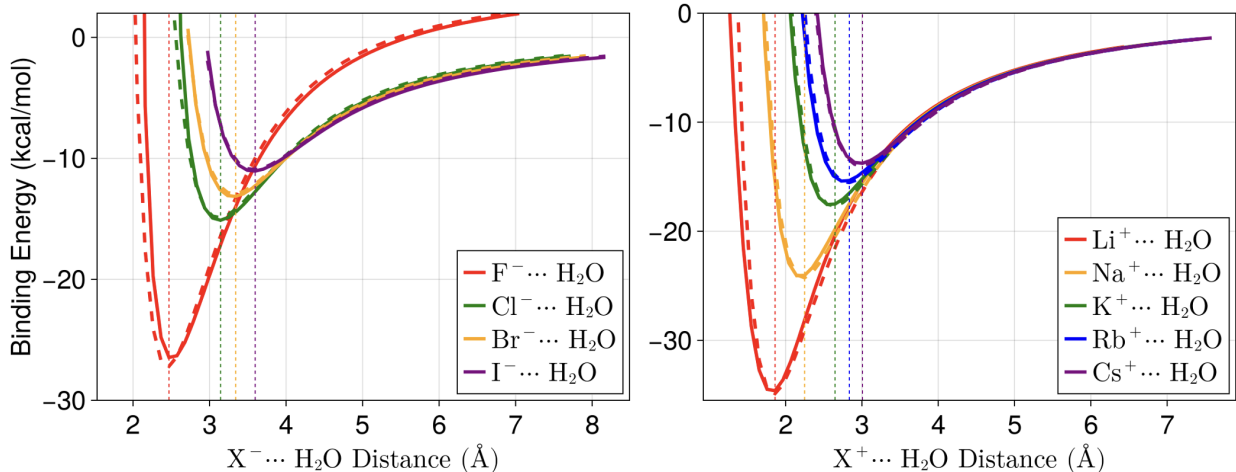 Binding Energy (kcal/mol)
0
−10
−20
−30
2 3 4 5 6 7 8
X⁻⋯ H₂O Distance (Å)
F⁻⋯ H₂O
Cl⁻⋯ H₂O
Br⁻⋯ H₂O
I⁻⋯ H₂O
0
−10
−20
−30
2 3 4 5 6 7
X⁺⋯ H₂O Distance (Å)
Li⁺⋯ H₂O
Na⁺⋯ H₂O
K⁺⋯ H₂O
Rb⁺⋯ H₂O
Cs⁺⋯ H₂O